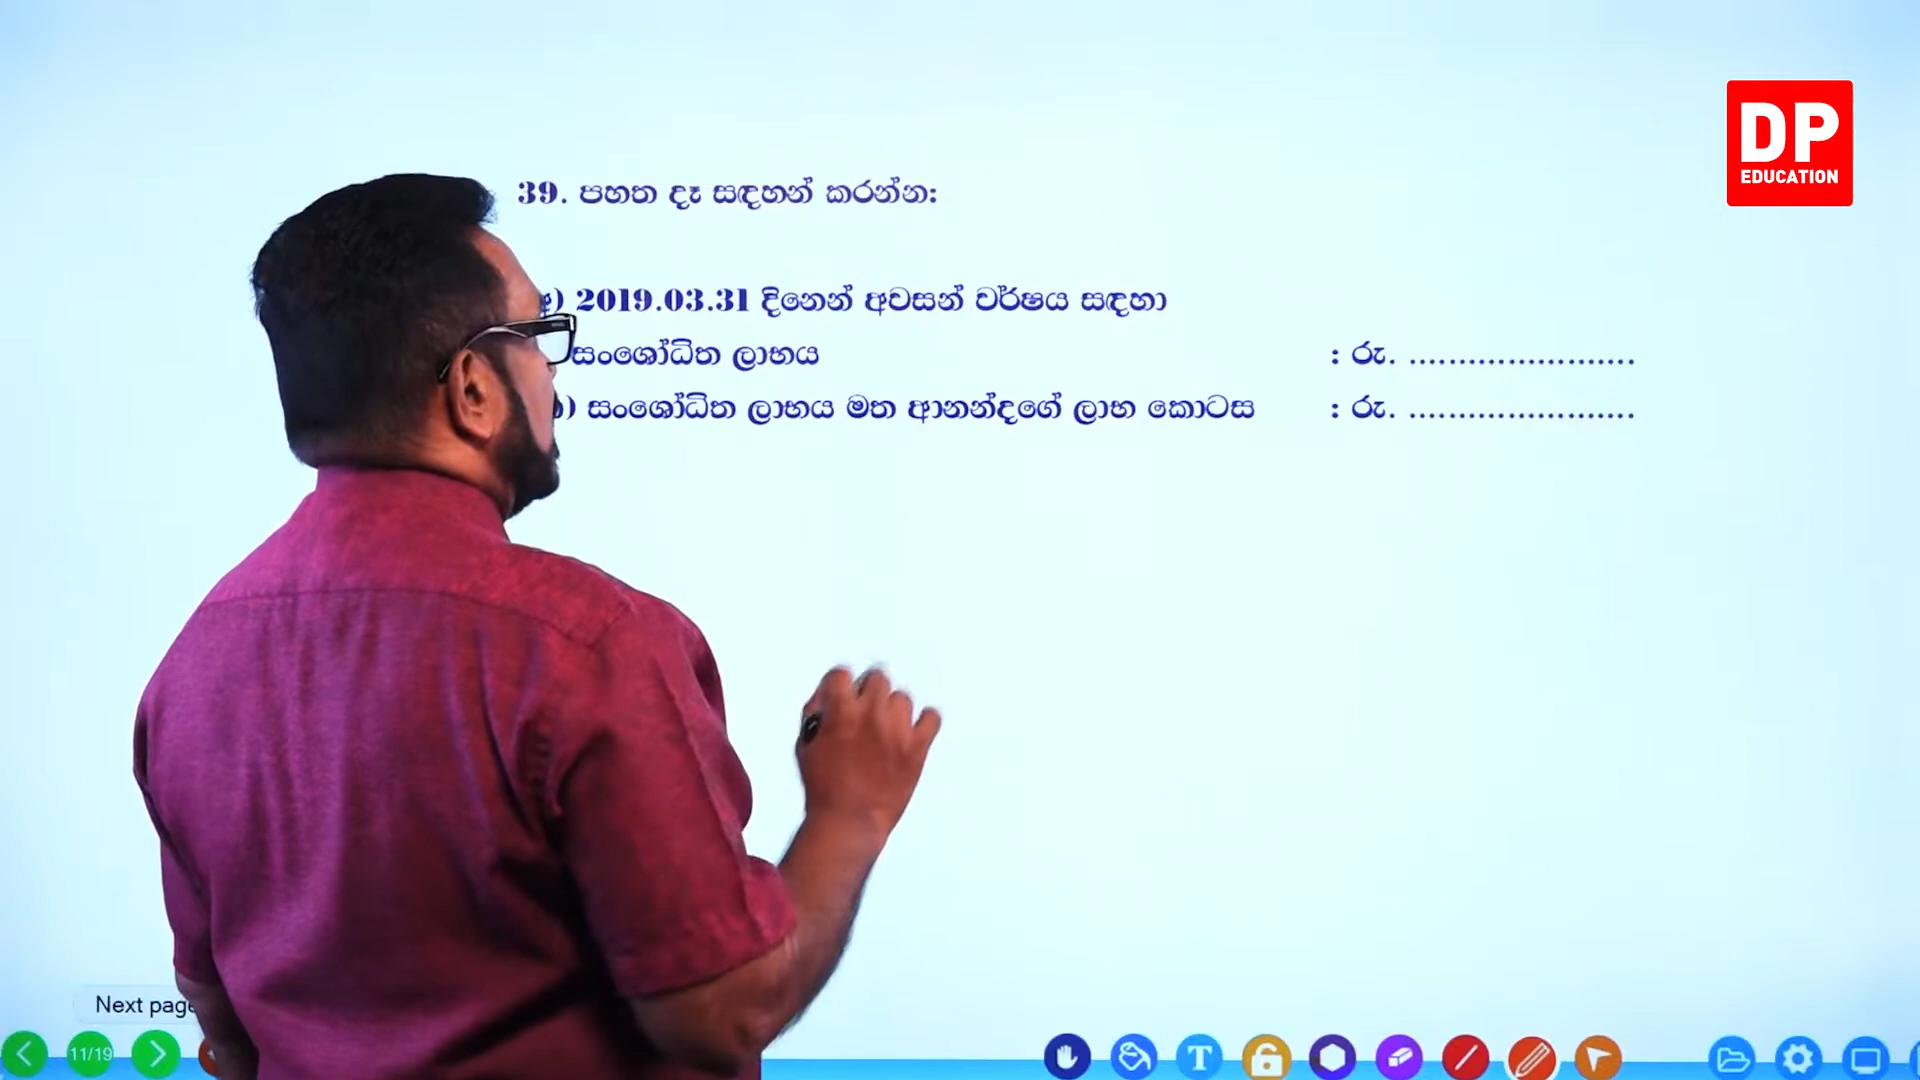 DP
EDUCATION
39. පහත දෑ සඳහන් කරන්න:
2019.03.31 දිනෙන් අවසන් වර්ෂය සඳහා
සංශෝධිත ලාභය : රු. .......................
සංශෝධිත ලාභය මත ආනන්දගේ ලාභ කොටස : රු. .......................
Next page
11/19
T